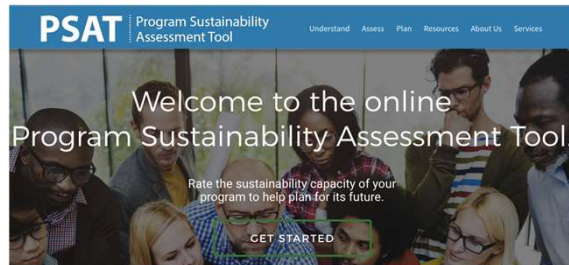 PSAT
Program Sustainability
Assessment Tool
Understand Assess Plan Resources About Us Services
Welcome to the online
Program Sustainability Assessment Tool.
Rate the sustainability capacity of your
program to help plan for its future.
GET STARTED